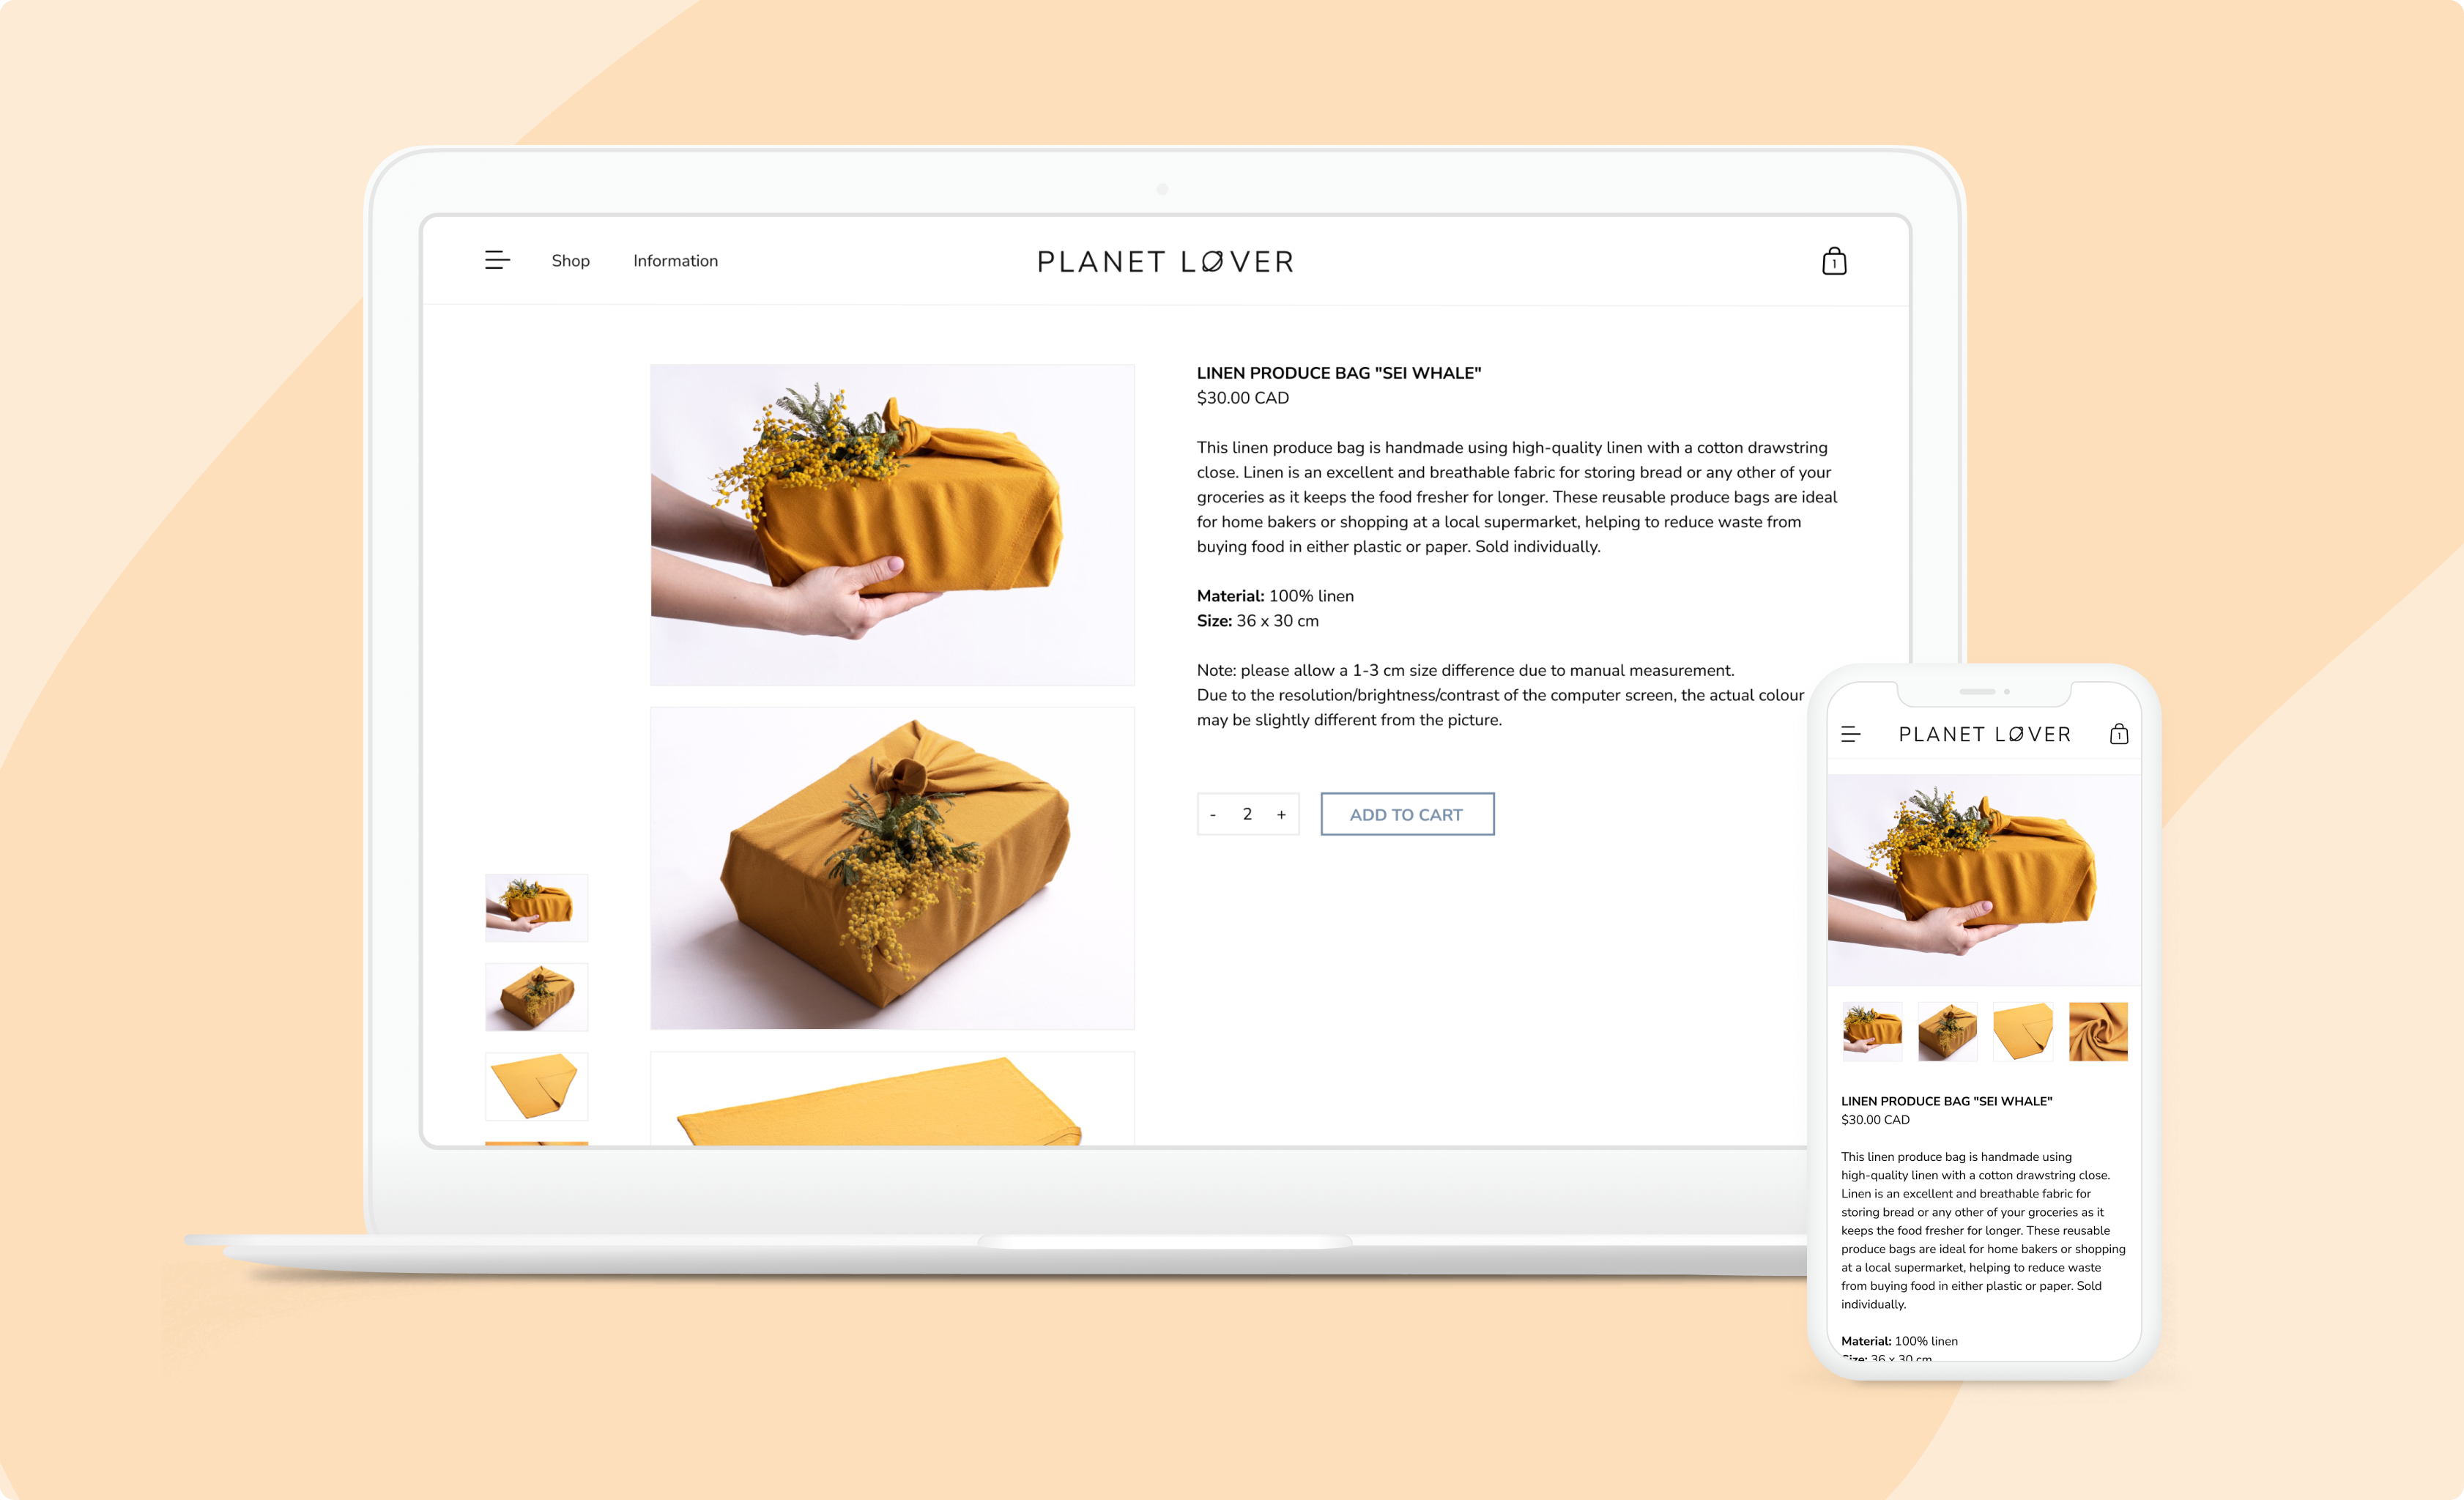 Shop Information PLANET LOVER 1
LINEN PRODUCE BAG "SEI WHALE"
$30.00 CAD
This linen produce bag is handmade using high-quality linen with a cotton drawstring
close. Linen is an excellent and breathable fabric for storing bread or any other of your
groceries as it keeps the food fresher for longer. These reusable produce bags are ideal
for home bakers or shopping at a local supermarket, helping to reduce waste from
buying food in either plastic or paper. Sold individually.
Material: 100% linen
Size: 36 x 30 cm
Note: please allow a 1-3 cm size difference due to manual measurement.
Due to the resolution/brightness/contrast of the computer screen, the actual colour
may be slightly different from the picture.
- 2 + ADD TO CART
PLANET LOVER 1
LINEN PRODUCE BAG "SEI WHALE"
$30.00 CAD
This linen produce bag is handmade using
high-quality linen with a cotton drawstring close.
Linen is an excellent and breathable fabric for
storing bread or any other of your groceries as it
keeps the food fresher for longer. These reusable
produce bags are ideal for home bakers or shopping
at a local supermarket, helping to reduce waste
from buying food in either plastic or paper. Sold
individually.
Material: 100% linen
Size: 36 x 30 cm